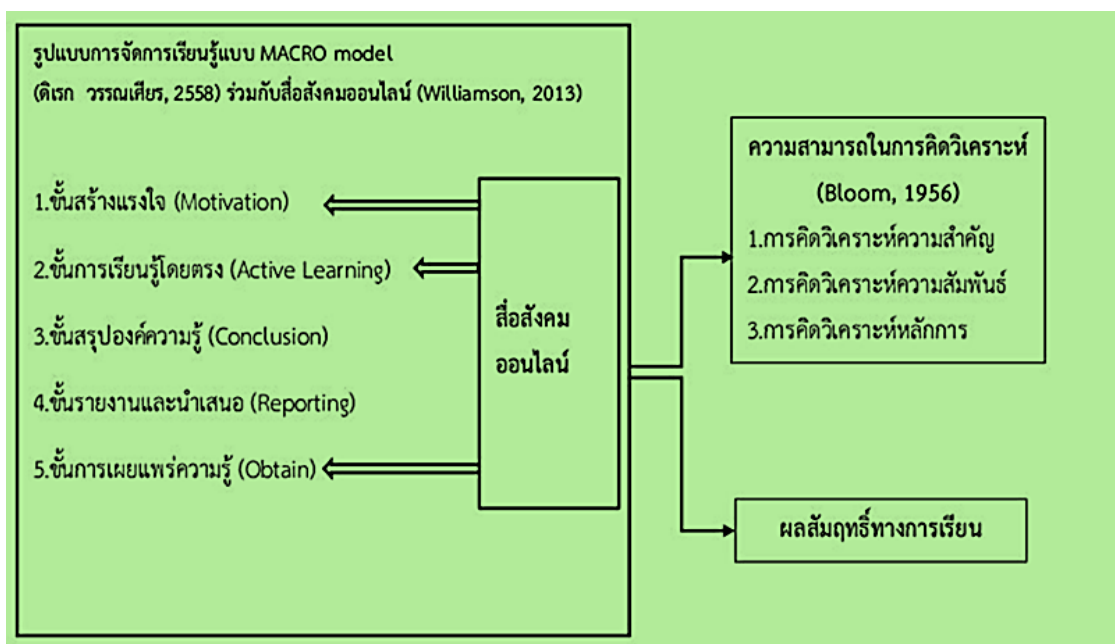 รูปแบบการจัดการเรียนรู้แบบ MACRO model
(ดิเรก วรรณเศียร, 2558) ร่วมกับสื่อสังคมออนไลน์ (Williamson, 2013)
1.ขั้นสร้างแรงใจ (Motivation)
2.ขั้นการเรียนรู้โดยตรง (Active Learning)
3.ขั้นสรุปองค์ความรู้ (Conclusion)
4.ขั้นรายงานและนำเสนอ (Reporting)
5.ขั้นการเผยแพร่ความรู้ (Obtain)
สื่อสังคม
ออนไลน์
ความสามารถในการคิดวิเคราะห์
(Bloom, 1956)
1.การคิดวิเคราะห์ความสำคัญ
2.การคิดวิเคราะห์ความสัมพันธ์
3.การคิดวิเคราะห์หลักการ
ผลสัมฤทธิ์ทางการเรียน